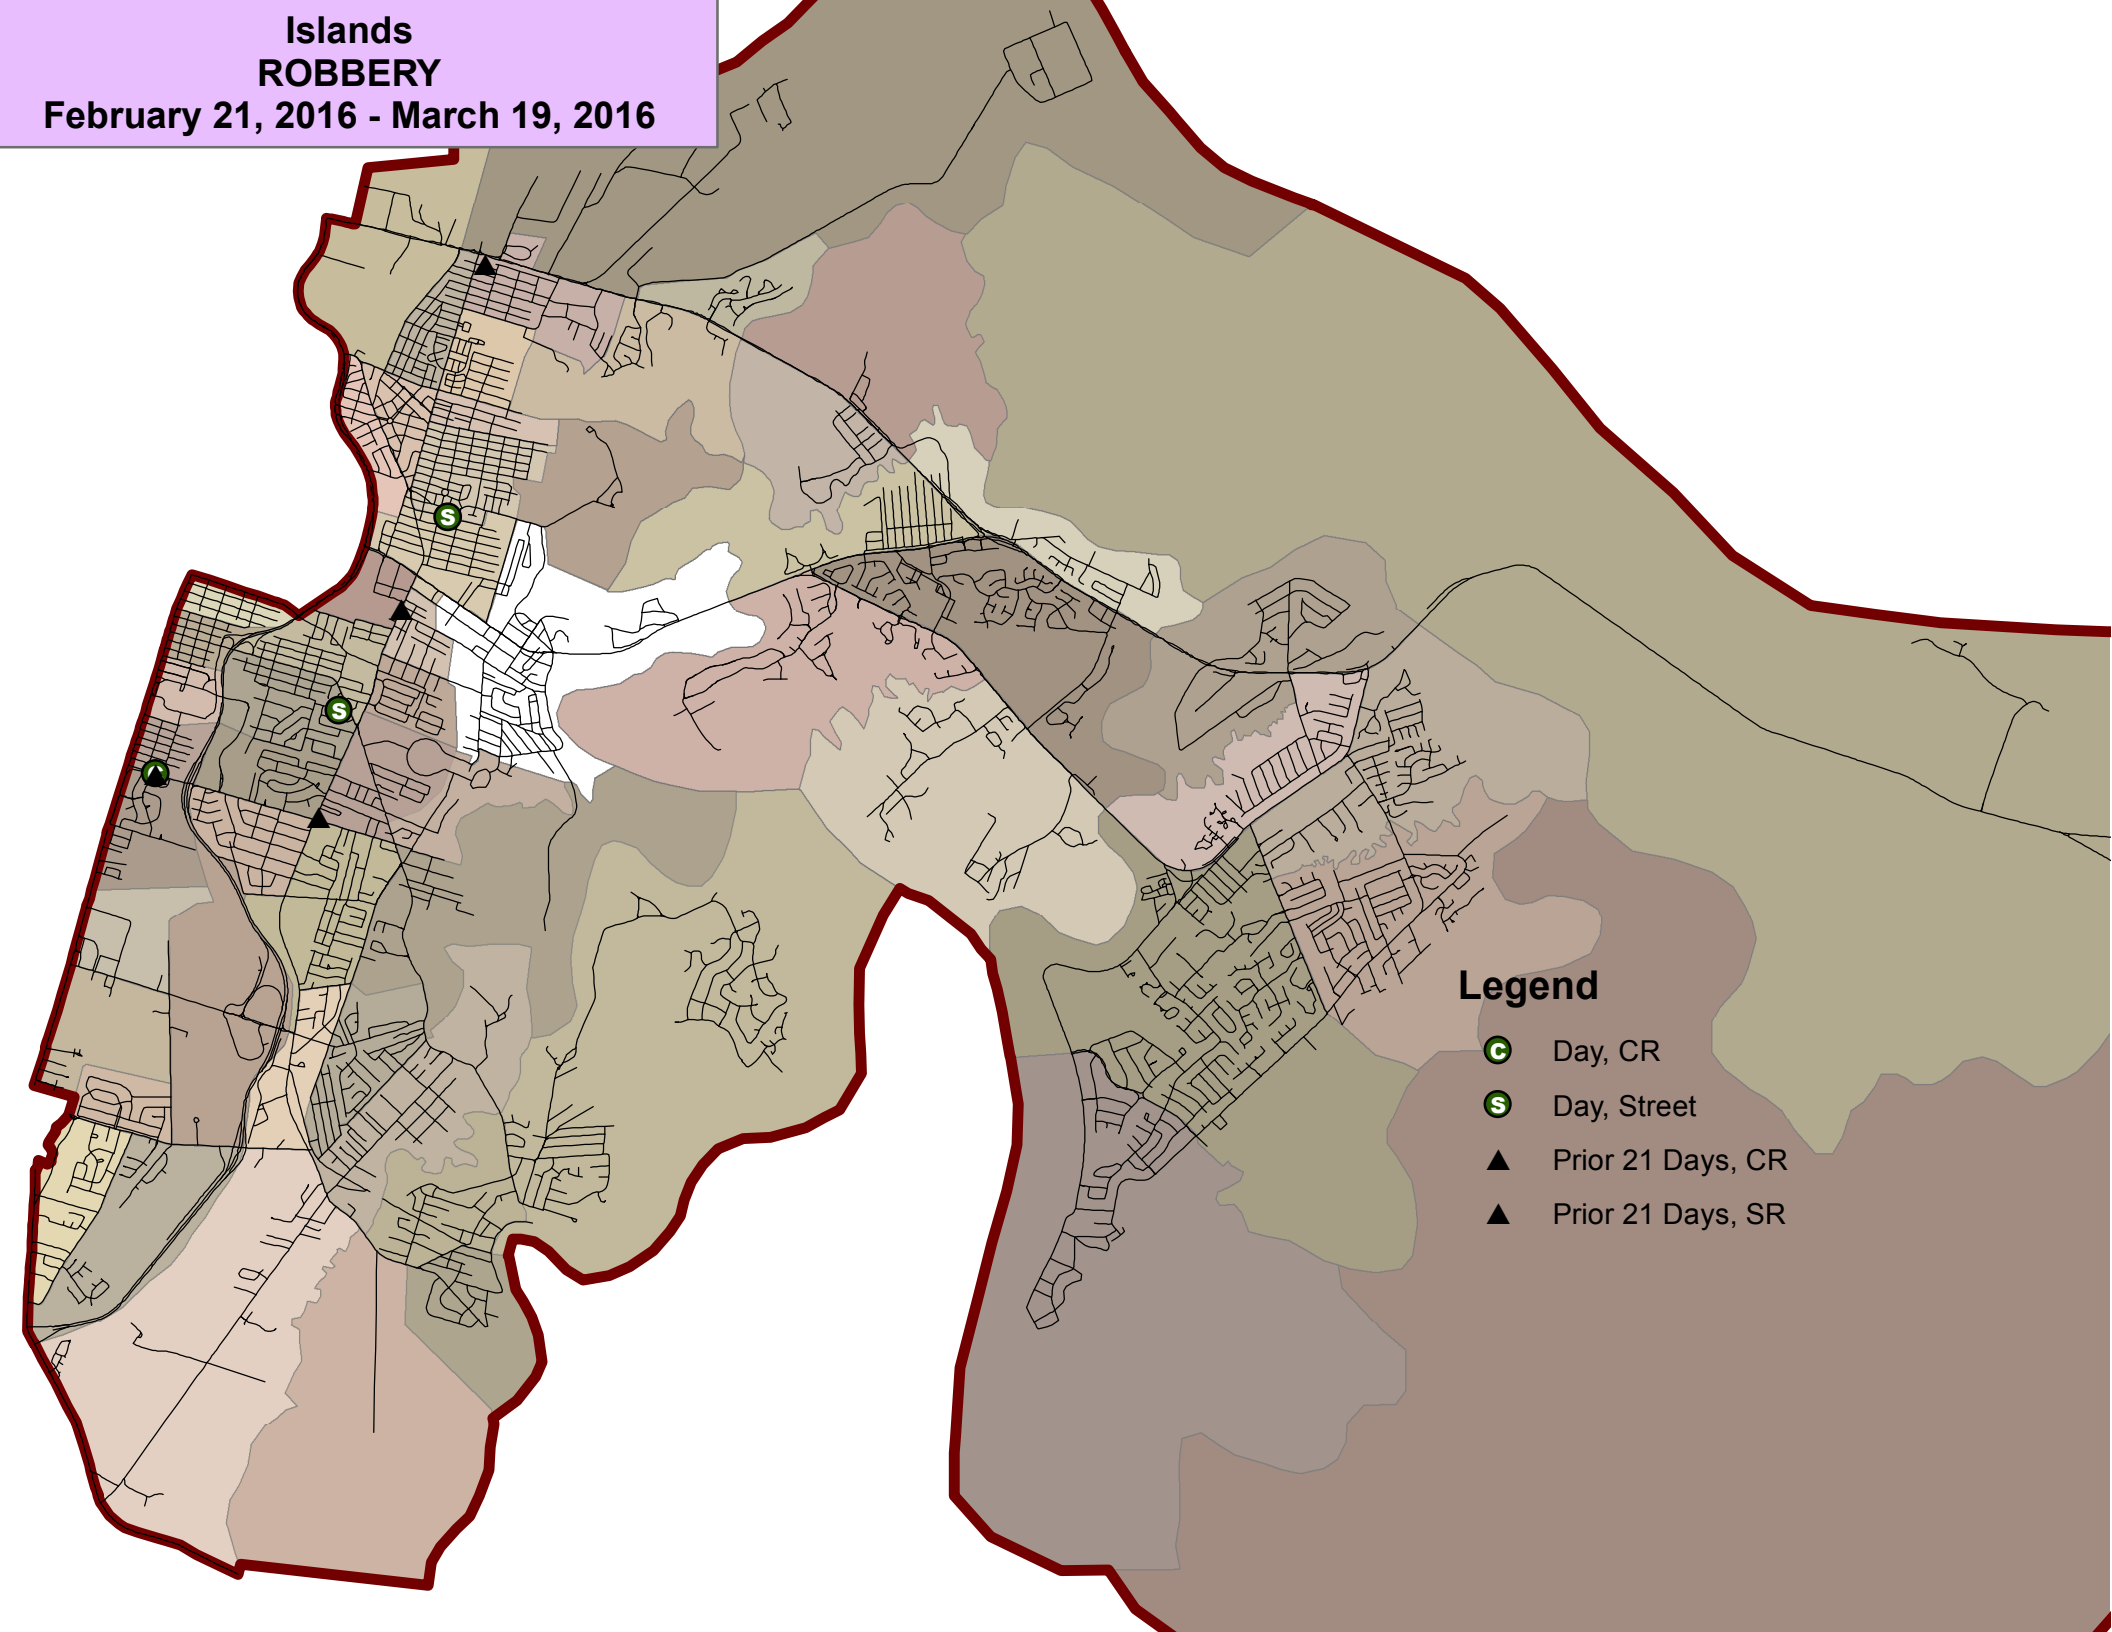 Islands
ROBBERY
February 21, 2016 - March 19, 2016
S
S
Legend
C Day, CR
S Day, Street
Prior 21 Days, CR
Prior 21 Days, SR